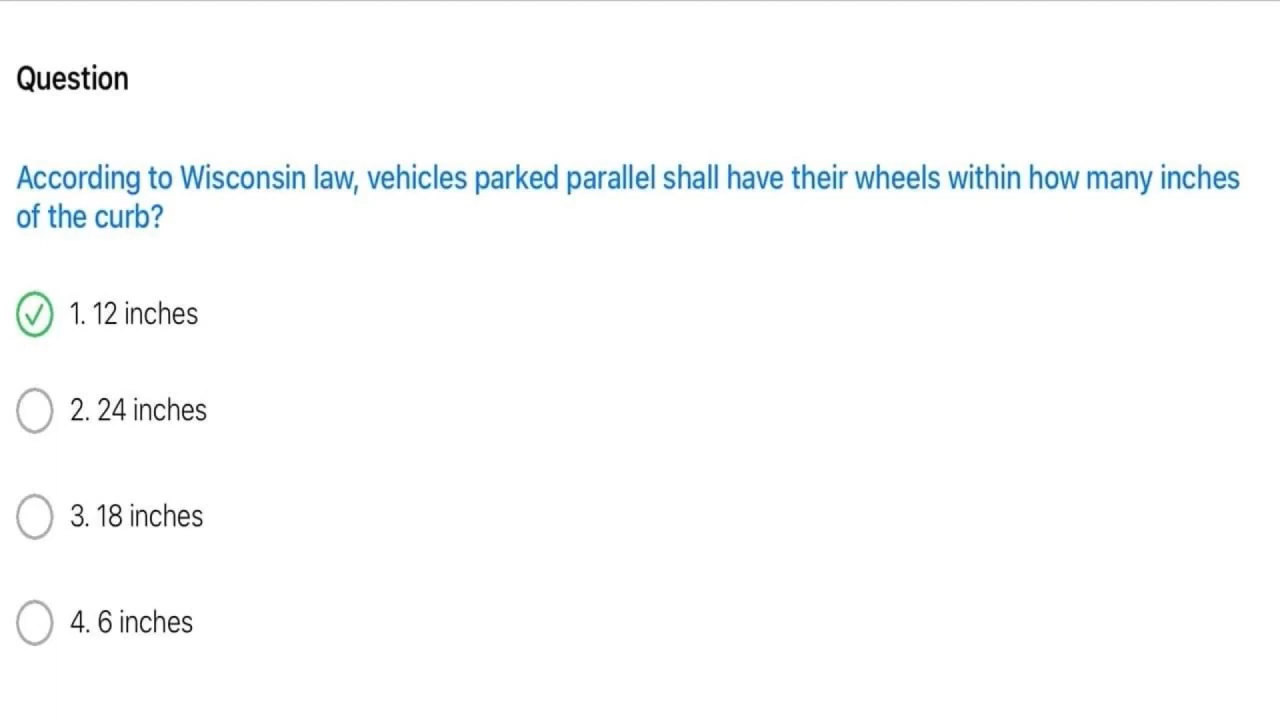 Question
According to Wisconsin law, vehicles parked parallel shall have their wheels within how many inches
of the curb?
1. 12 inches
2. 24 inches
3. 18 inches
4. 6 inches